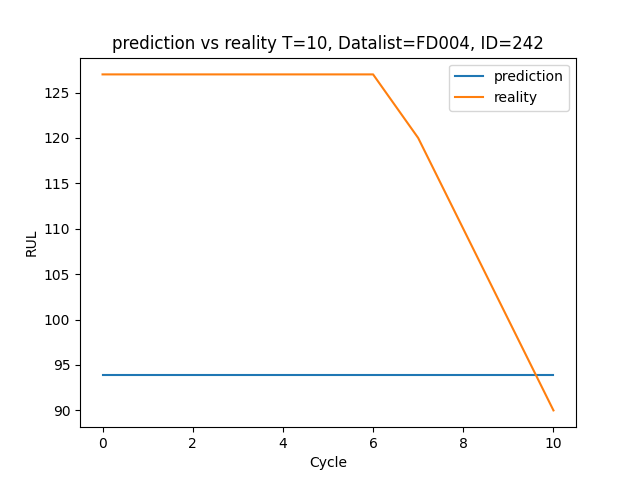 prediction vs reality T=10, Datalist=FD004, ID=242
prediction
reality
125
120
115
110
105
100
95
90
RUL
0 2 4 6 8 10
Cycle